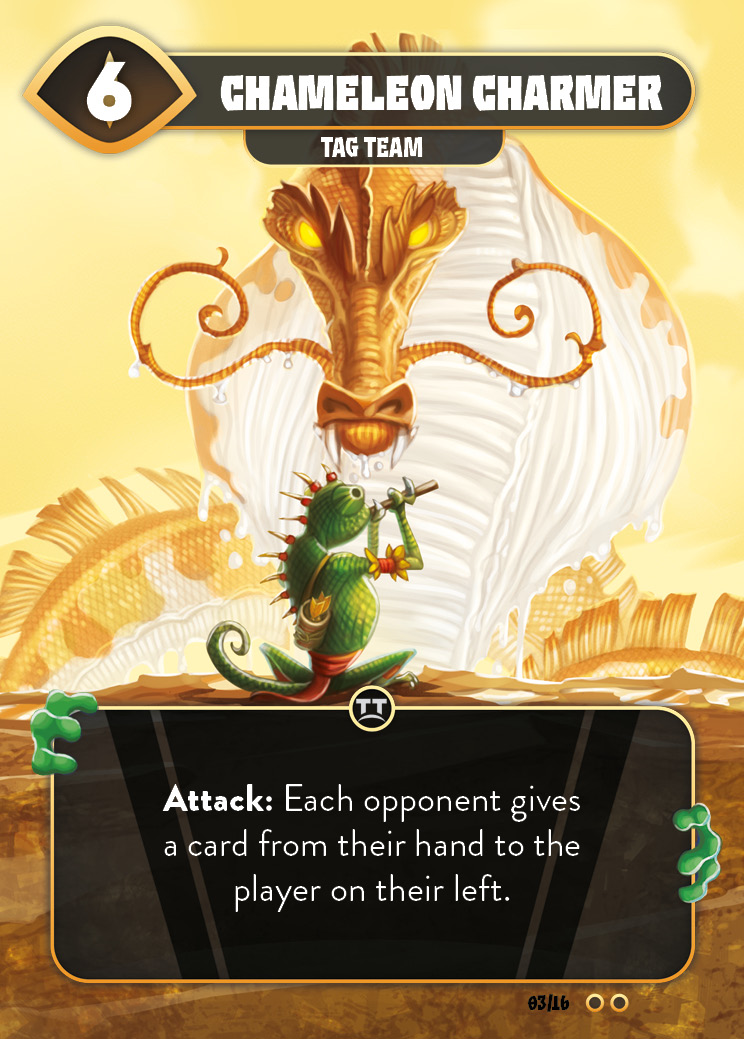 6
CHAMELEON CHARMER
TAG TEAM
TT
Attack: Each opponent gives
a card from their hand to the
player on their left.
03/16